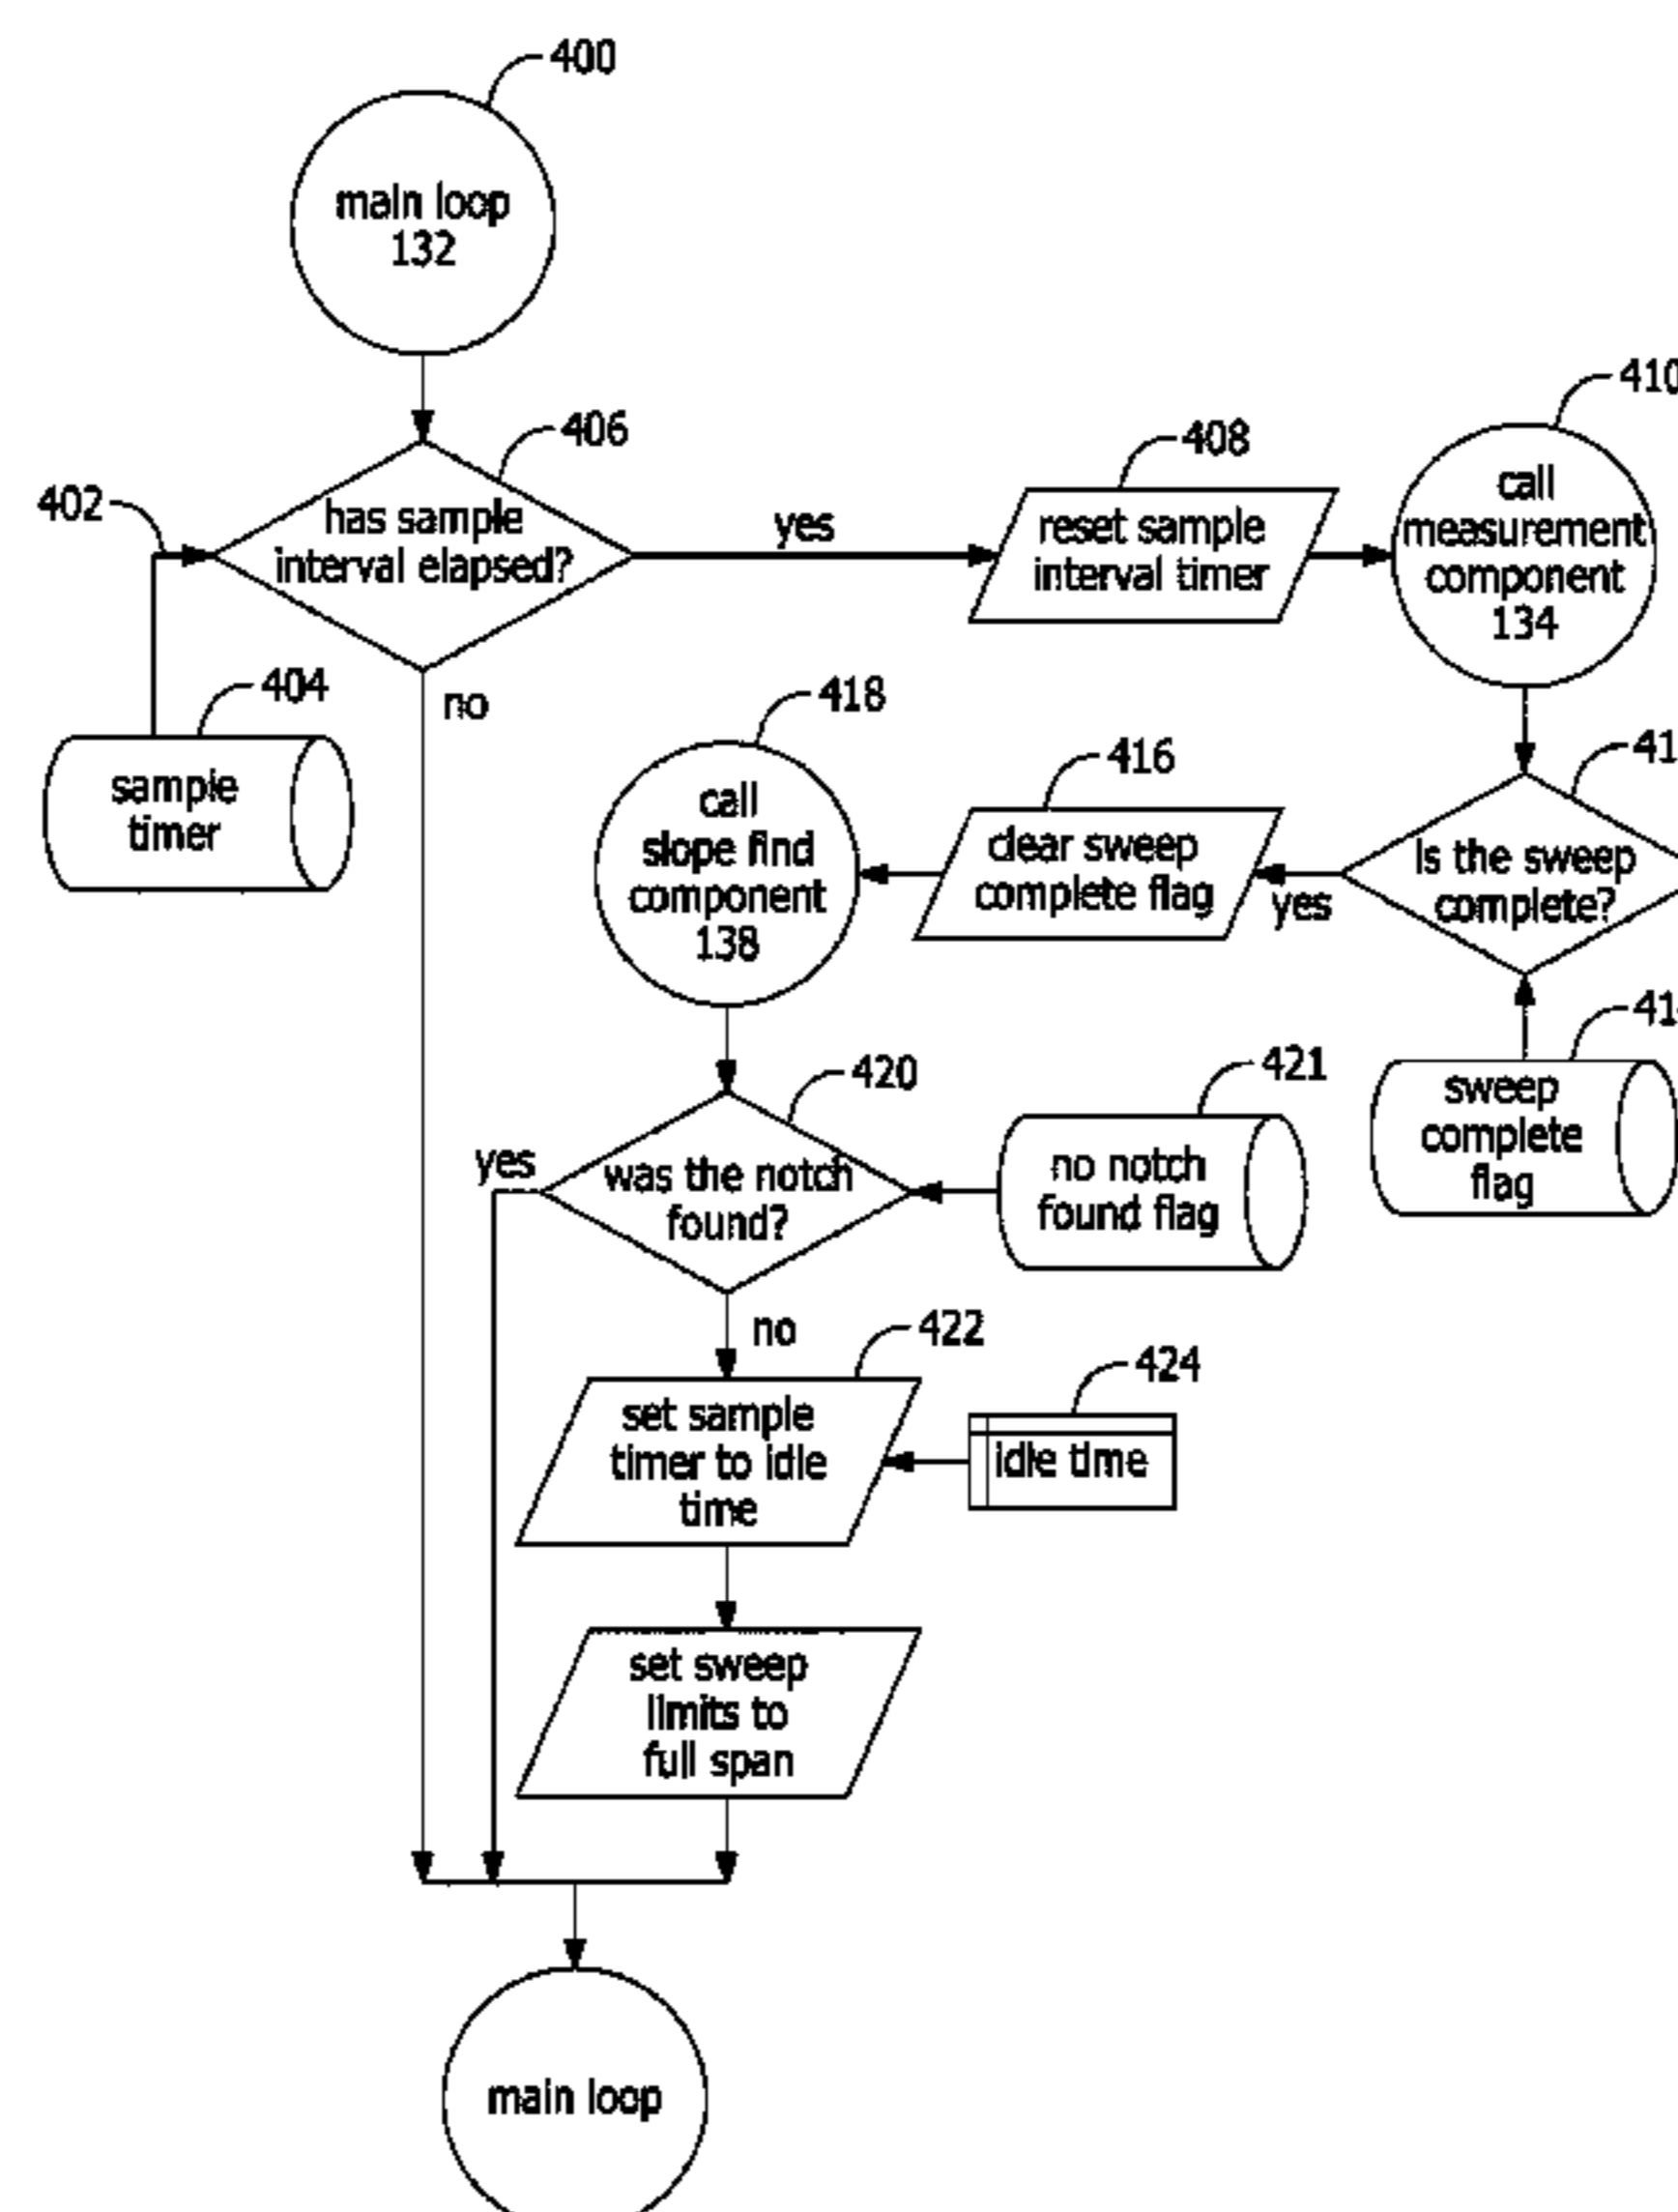 400
main loop
132
406
402
has sample
interval elapsed?
yes
408
reset sample
interval timer
410
call
measurement
component
134
404
no
sample
timer
418
call
slope find
component
138
416
clear sweep
complete flag
yes
41
is the sweep
complete?
41
sweep
complete
flag
420
yes
was the notch
found?
421
no notch
found flag
no
422
set sample
timer to idle
time
424
idle time
set sweep
limits to
full span
main loop